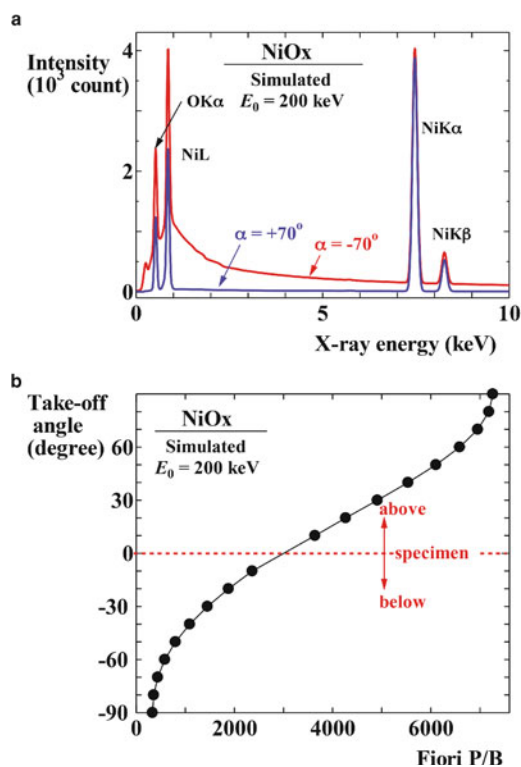 a
Intensity
(10³ count)
4
2
0
NiOx
Simulated
E₀ = 200 keV
OKα
NiL
α = +70°
α = -70°
NiKα
NiKβ
0
5
10
X-ray energy (keV)
b
Take-off
angle
(degree)
NiOx
Simulated
E₀ = 200 keV
60
30
0
-30
-60
-90
above
specimen
below
0
2000
4000
6000
Fiori P/B